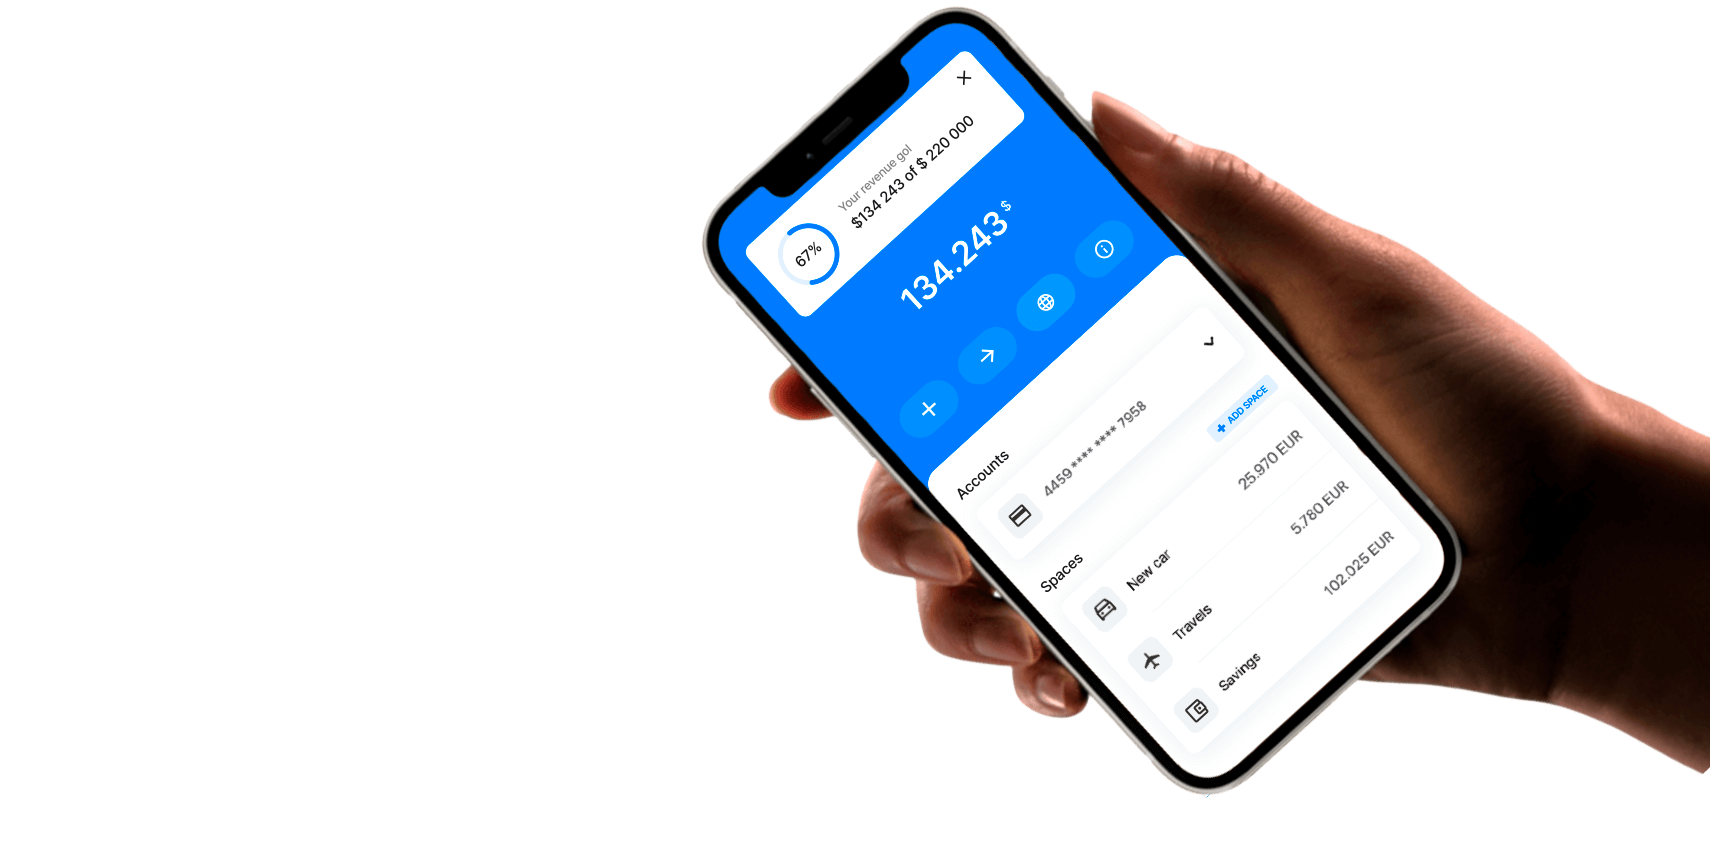 Your revenue gol
$134 243 of $ 220 000
67%
134.243 $
Accounts
4459 **** **** 7958
Spaces
ADD SPACE
New car
25.970 EUR
Travels
5.780 EUR
Savings
102.025 EUR